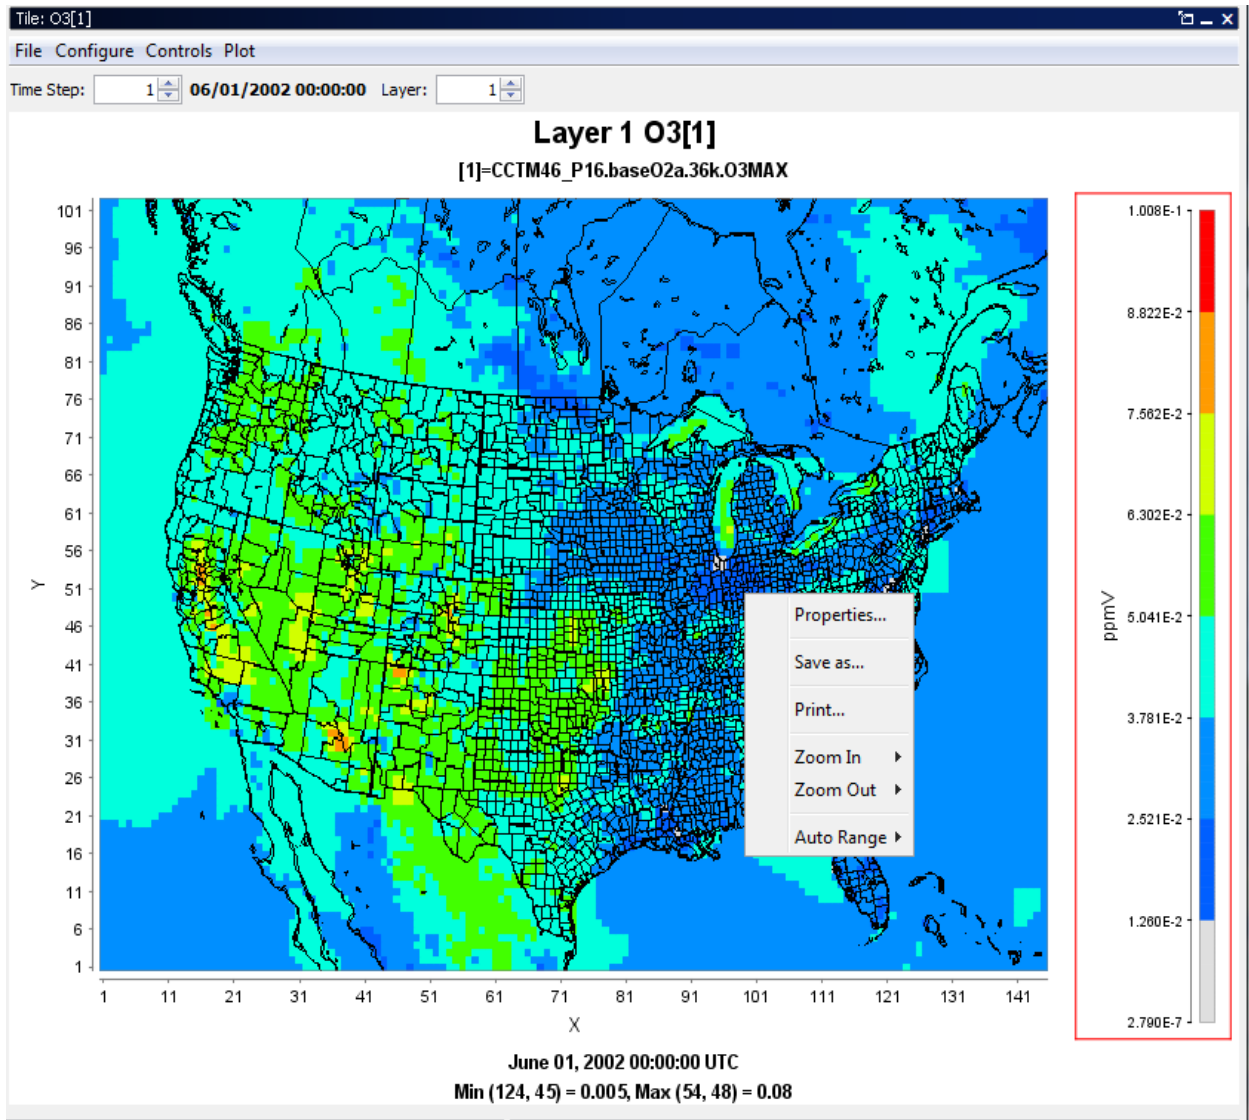 Tile: O3[1]
File Configure Controls Plot
Time Step: 1 06/01/2002 00:00:00 Layer: 1
Layer 1 O3[1]
[1]=CCTM46_P16.baseO2a.36k.O3MAX
101
96
91
86
81
76
71
66
61
56
51
46
41
36
31
26
21
16
11
6
1
Y
1 11 21 31 41 51 61 71 81 91 101 111 121 131 141
X
Properties...
Save as...
Print...
Zoom In
Zoom Out
Auto Range
1.008E-1
8.822E-2
7.562E-2
6.302E-2
5.041E-2
3.781E-2
2.521E-2
1.260E-2
2.790E-7
ppmV
June 01, 2002 00:00:00 UTC
Min (124, 45) = 0.005, Max (54, 48) = 0.08